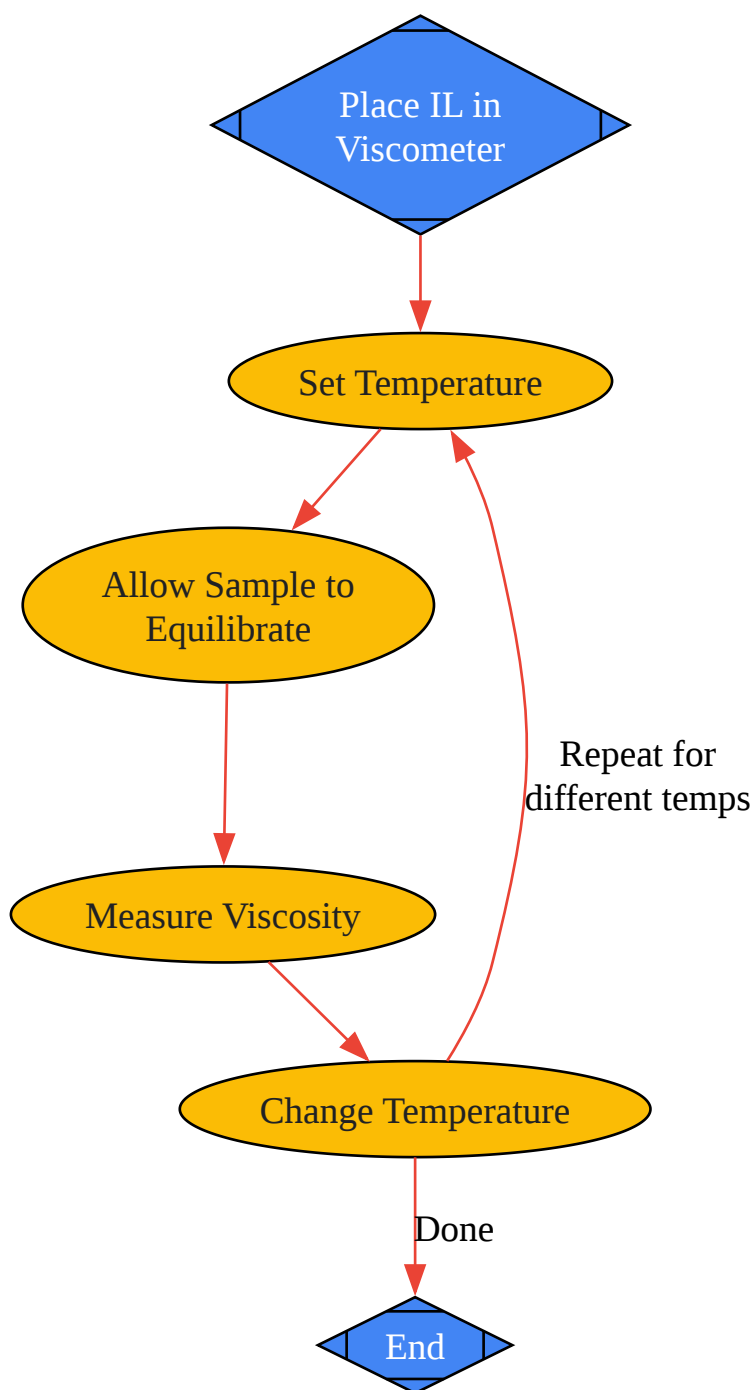 Place IL in
Viscometer
Set Temperature
Allow Sample to
Equilibrate
Repeat for
different temps
Measure Viscosity
Change Temperature
Done
End